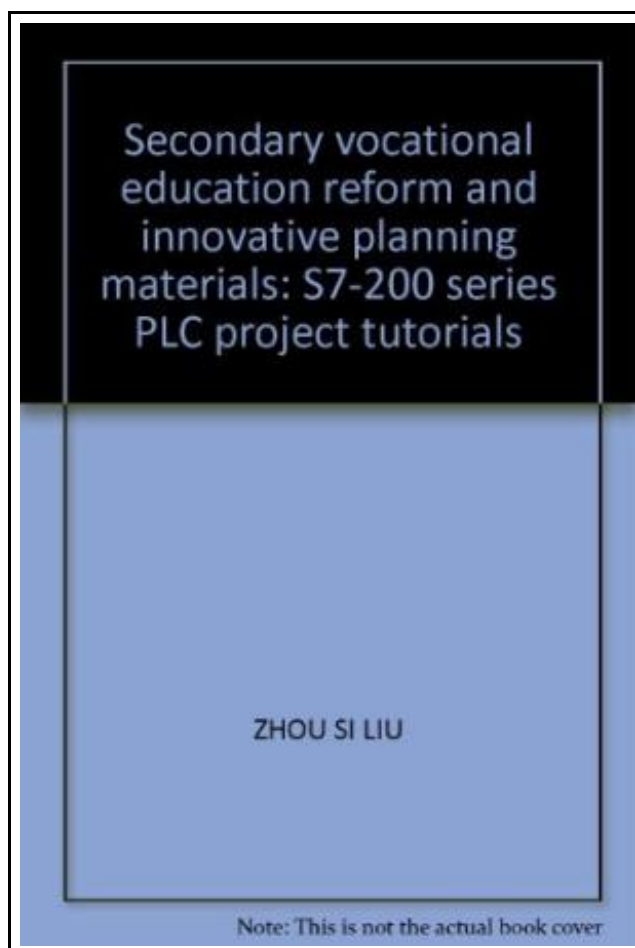 Secondary vocational
education reform and
innovative planning
materials: S7-200 series
PLC project tutorials
ZHOU SI LIU
Note: This is not the actual book cover